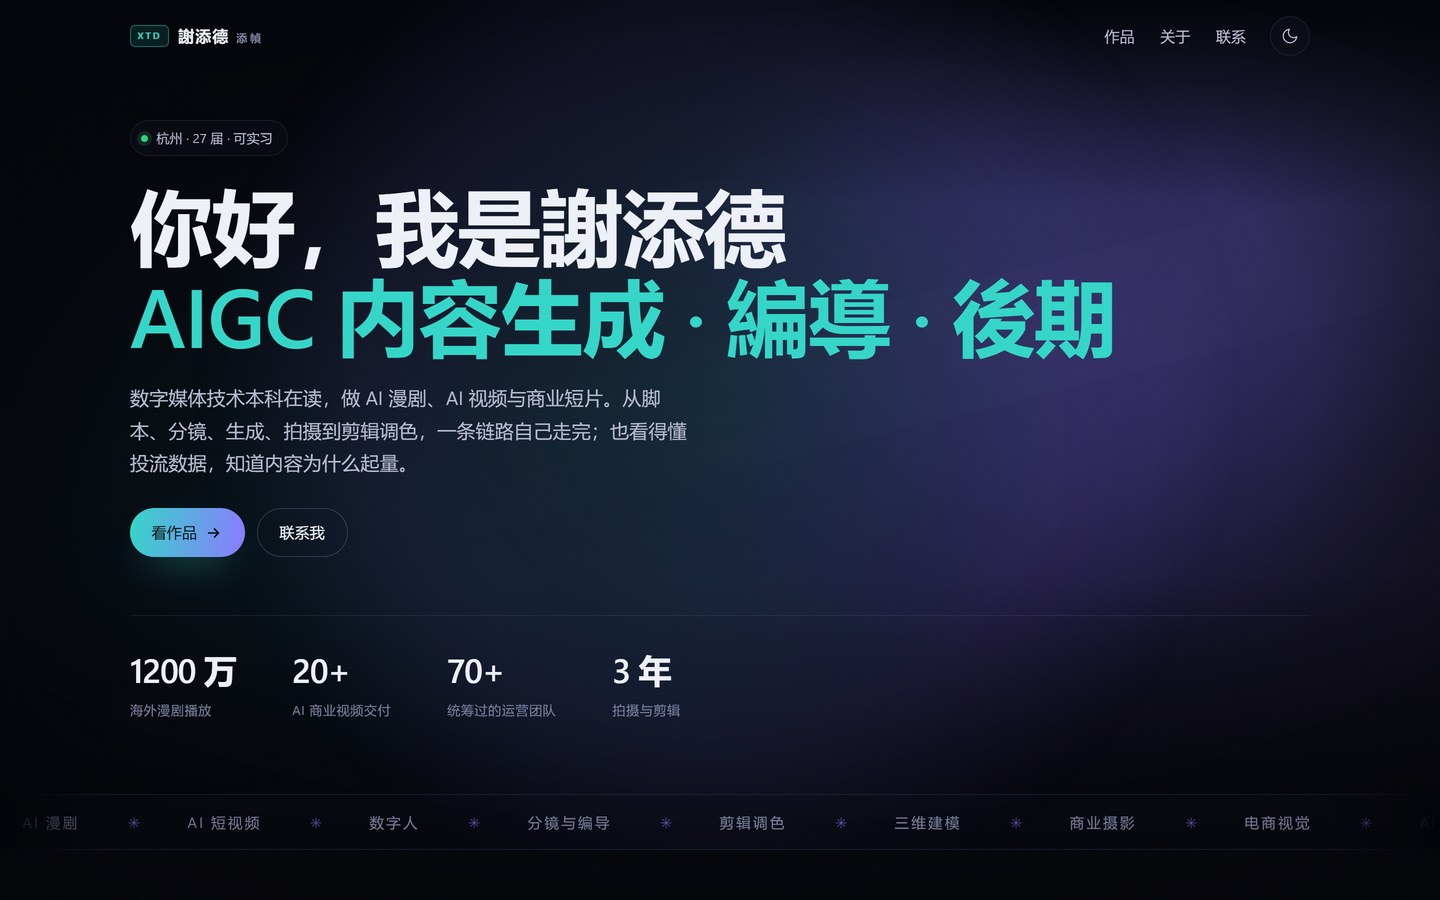 XTD 謝添德 添幀
作品 关于 联系
杭州 · 27 届 · 可实习
你好，我是謝添德
AIGC 内容生成 · 編導 · 後期
数字媒体技术本科在读，做 AI 漫剧、AI 视频与商业短片。从脚
本、分镜、生成、拍摄到剪辑调色，一条链路自己走完；也看得懂
投流数据，知道内容为什么起量。
看作品 →
联系我
1200 万 20+ 70+ 3 年
海外漫剧播放 AI 商业视频交付 统筹过的运营团队 拍摄与剪辑
AI 漫剧 ✳ AI 短视频 ✳ 数字人 ✳ 分镜与编导 ✳ 剪辑调色 ✳ 三维建模 ✳ 商业摄影 ✳ 电商视觉 ✳